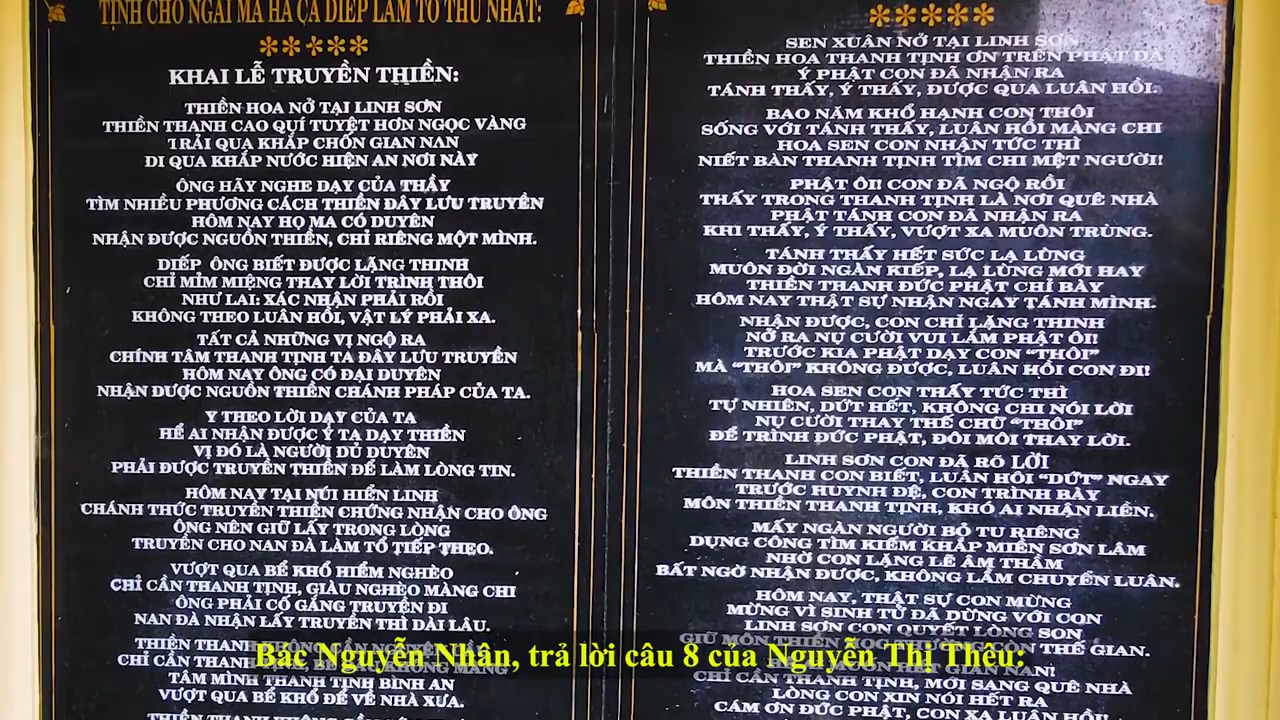 TỊNH CHO NGÀI MA HA CA DIẾP LÀM TỔ THỨ NHẤT:
KHAI LỄ TRUYỀN THIỀN:
THIỀN HOA NỞ TẠI LINH SƠN
THIỀN THANH CAO QUÍ TUYỆT HƠN NGỌC VÀNG
TRẢI QUA KHẮP CHỐN GIAN NAN
ĐI QUA KHẮP NƯỚC HIỆN AN NƠI NÀY
ÔNG HÃY NGHE DẠY CỦA THẦY
TÌM NHIỀU PHƯƠNG CÁCH THIỀN ĐÂY LƯU TRUYỀN
HÔM NAY HỌ MA CÓ DUYÊN
NHẬN ĐƯỢC NGUỒN THIỀN, CHỈ RIÊNG MỘT MÌNH.
DIẾP ÔNG BIẾT ĐƯỢC LẶNG THINH
CHỈ MỈM MIỆNG THAY LỜI TRÌNH THÔI
NHƯ LAI: XÁC NHẬN PHẢI RỒI
KHÔNG THEO LUÂN HỒI, VẬT LÝ PHẢI XA.
TẤT CẢ NHỮNG VỊ NGỘ RA
CHÍNH TÂM THANH TỊNH TA ĐÂY LƯU TRUYỀN
HÔM NAY ÔNG CÓ ĐẠI DUYÊN
NHẬN ĐƯỢC NGUỒN THIỀN CHÁNH PHÁP CỦA TA.
Y THEO LỜI DẠY CỦA TA
HỄ AI NHẬN ĐƯỢC Ý TA DẠY THIỀN
VỊ ĐÓ LÀ NGƯỜI ĐỦ DUYÊN
PHẢI ĐƯỢC TRUYỀN THIỀN ĐỂ LÀM LÒNG TIN.
HÔM NAY TẠI NÚI HIỂN LINH
CHÁNH THỨC TRUYỀN THIỀN CHỨNG NHẬN CHO ÔNG
ÔNG NÊN GIỮ LẤY TRONG LÒNG
TRUYỀN CHO NAN ĐÀ LÀM TỔ TIẾP THEO.
VƯỢT QUA BỂ KHỔ HIỂM NGHÈO
CHỈ CẦN THANH TỊNH, GIÀU NGHÈO MÀNG CHI
ÔNG PHẢI CỐ GẮNG TRUYỀN ĐI
NAN ĐÀ NHẬN LẤY TRUYỀN THÌ DÀI LÂU.
THIỀN THANH
CHỈ CẦN THANH
TÂM MÌNH THANH TỊNH BÌNH AN
VƯỢT QUA BỂ KHỔ ĐỂ VỀ NHÀ XƯA.
SEN XUÂN NỞ TẠI LINH SƠN
THIỀN HOA THANH TỊNH ƠN TRÊN PHẬT ĐÀ
Ý PHẬT CON ĐÃ NHẬN RA
TÁNH THẤY, Ý THẤY, ĐƯỢC QUA LUÂN HỒI.
BAO NĂM KHỔ HẠNH CON THÔI
SỐNG VỚI TÁNH THẤY, LUÂN HỒI MÀNG CHI
HOA SEN CON NHẬN TỨC THÌ
NIẾT BÀN THANH TỊNH TÌM CHI MỆT NGƯỜI!
PHẬT ÔI! CON ĐÃ NGỘ RỒI
THẤY TRONG THANH TỊNH LÀ NƠI QUÊ NHÀ
PHẬT TÁNH CON ĐÃ NHẬN RA
KHI THẤY, Ý THẤY, VƯỢT XA MUÔN TRÙNG.
TÁNH THẤY HẾT SỨC LẠ LÙNG
MUÔN ĐỜI NGÀN KIẾP, LẠ LÙNG MỚI HAY
THIỀN THANH ĐỨC PHẬT CHỈ BÀY
HÔM NAY THẬT SỰ NHẬN NGAY TÁNH MÌNH.
NHẬN ĐƯỢC, CON CHỈ LẶNG THINH
NỞ RA NỤ CƯỜI VUI LẮM PHẬT ÔI!
TRƯỚC KIA PHẬT DẠY CON “THÔI”
MÀ “THÔI” KHÔNG ĐƯỢC, LUÂN HỒI CON ĐI!
HOA SEN CON THẤY TỨC THÌ
TỰ NHIÊN, DỨT HẾT, KHÔNG CHI NÓI LỜI
NỤ CƯỜI THAY THẾ CHỮ “THÔI”
ĐỂ TRÌNH ĐỨC PHẬT, ĐÔI MÔI THAY LỜI.
LINH SƠN CON ĐÃ RÕ LỜI
THIỀN THANH CON BIẾT, LUÂN HỒI “DỨT” NGAY
TRƯỚC HUYNH ĐỆ, CON TRÌNH BÀY
MÔN THIỀN THANH TỊNH, KHÓ AI NHẬN LIỀN.
MẤY NGÀN NGƯỜI BỎ TU RIÊNG
DỤNG CÔNG TÌM KIẾM KHẮP MIỀN SƠN LÂM
NHỜ CON LẶNG LẼ ÂM THẦM
BẤT NGỜ NHẬN ĐƯỢC, KHÔNG LẦM CHUYỂN LUÂN.
HÔM NAY, THẬT SỰ CON MỪNG
MỪNG VÌ SINH TỬ ĐÃ DỪNG VỚI CON
LINH SƠN CON QUYẾT LÒNG SON
GIỮ MÔN THIỀN THẾ GIAN.
GIAN NAN!
CHỈ CẦN THANH TỊNH, MỚI SANG QUÊ NHÀ
LÒNG CON XIN NÓI HẾT RA
CÁM ƠN ĐỨC PHẬT, CON XA LUÂN HỒI!
Bác Nguyễn Nhân, trả lời câu 8 của Nguyễn Thị Thêu: